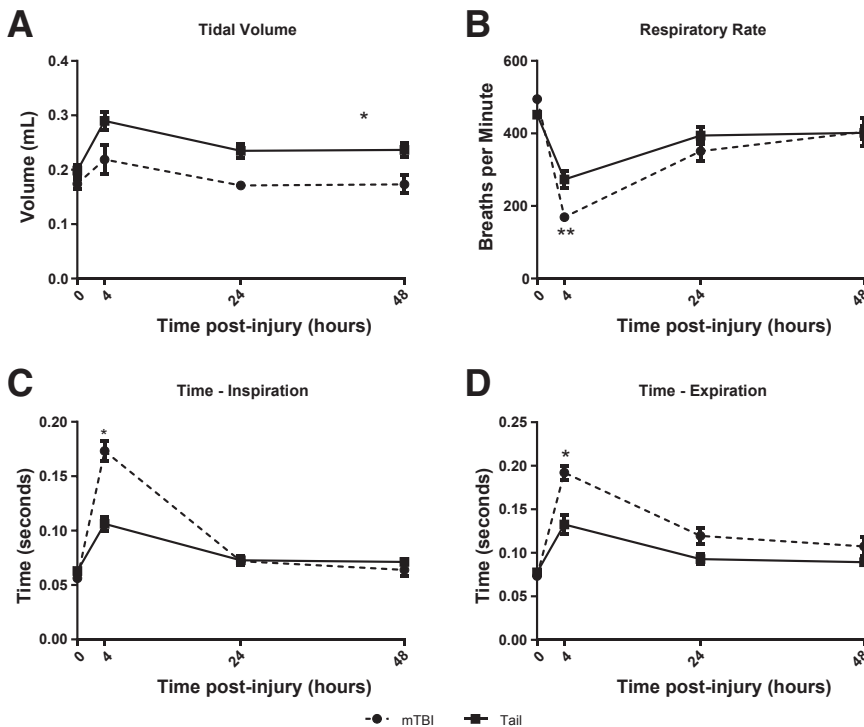 A
Tidal Volume
Volume (mL)
0.4
0.3
0.2
0.1
0.0
*
0
4
24
48
Time post-injury (hours)
B
Respiratory Rate
Breaths per Minute
600
400
200
0
**
0
4
24
48
Time post-injury (hours)
C
Time - Inspiration
Time (seconds)
0.20
0.15
0.10
0.05
0.00
*
0
4
24
48
Time post-injury (hours)
D
Time - Expiration
Time (seconds)
0.25
0.20
0.15
0.10
0.05
0.00
*
0
4
24
48
Time post-injury (hours)
mTBI
Tail